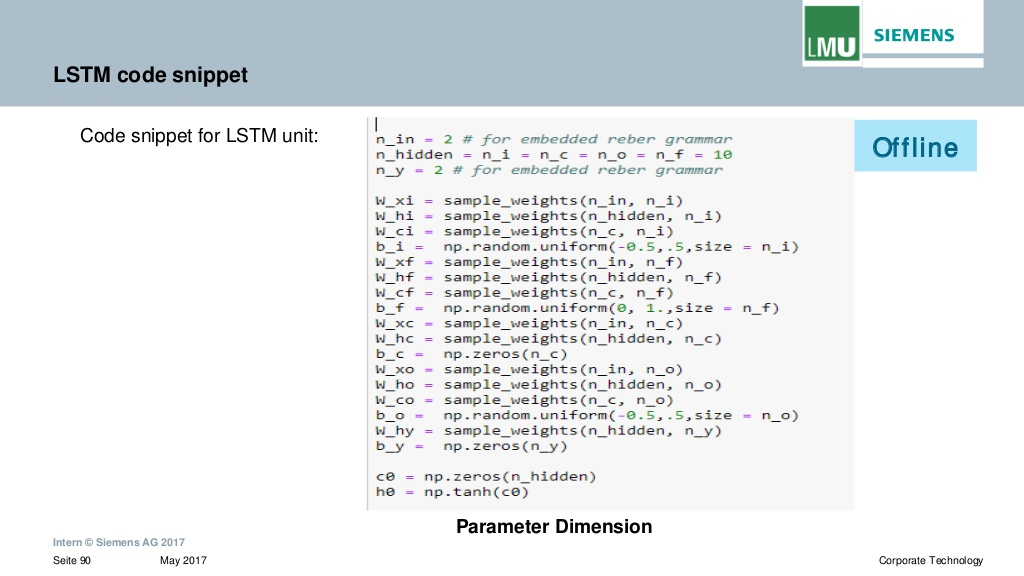 LMU
SIEMENS
LSTM code snippet
Code snippet for LSTM unit:
Offline
n_in = 2 # for embedded reber grammar
n_hidden = n_i = n_c = n_o = n_f = 10
n_y = 2 # for embedded reber grammar
W_xi = sample_weights(n_in, n_i)
W_hi = sample_weights(n_hidden, n_i)
W_ci = sample_weights(n_c, n_i)
b_i =  np.random.uniform(-0.5,.5,size = n_i)
W_xf = sample_weights(n_in, n_f)
W_hf = sample_weights(n_hidden, n_f)
W_cf = sample_weights(n_c, n_f)
b_f =  np.random.uniform(0, 1.,size = n_f)
W_xc = sample_weights(n_in, n_c)
W_hc = sample_weights(n_hidden, n_c)
b_c =  np.zeros(n_c)
W_xo = sample_weights(n_in, n_o)
W_ho = sample_weights(n_hidden, n_o)
W_co = sample_weights(n_c, n_o)
b_o =  np.random.uniform(-0.5,.5,size = n_o)
W_hy = sample_weights(n_hidden, n_y)
b_y =  np.zeros(n_y)
c0 = np.zeros(n_hidden)
h0 = np.tanh(c0)
Parameter Dimension
Intern © Siemens AG 2017
Seite 90 May 2017 Corporate Technology